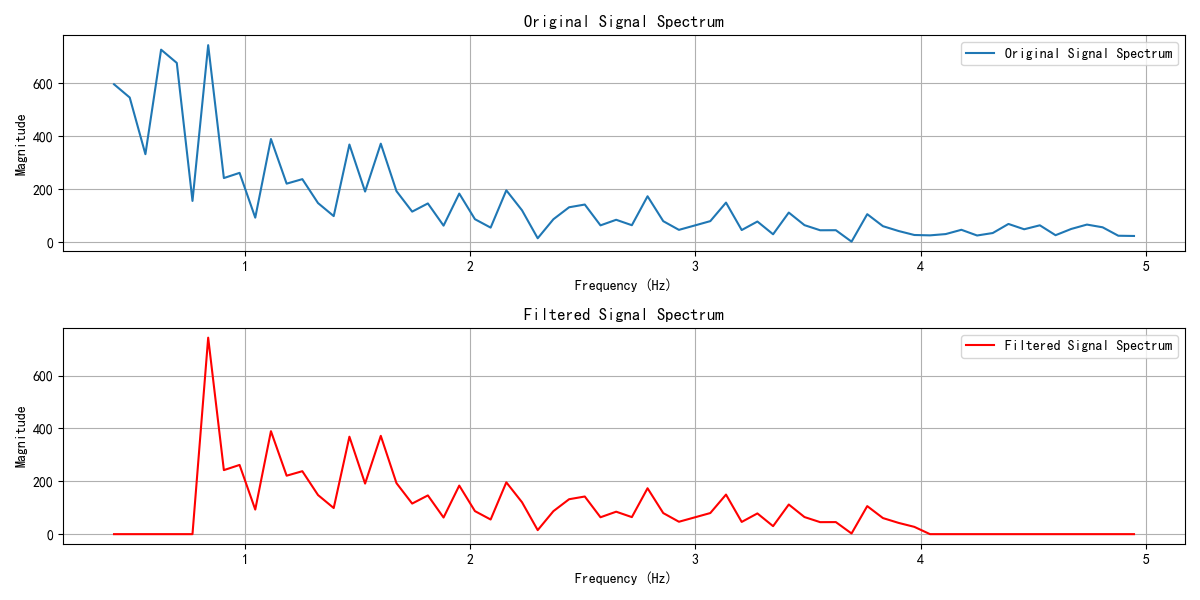 Original Signal Spectrum
Original Signal Spectrum
Magnitude
600
400
200
0
1 2 3 4 5
Frequency (Hz)
Filtered Signal Spectrum
Filtered Signal Spectrum
Magnitude
600
400
200
0
1 2 3 4 5
Frequency (Hz)